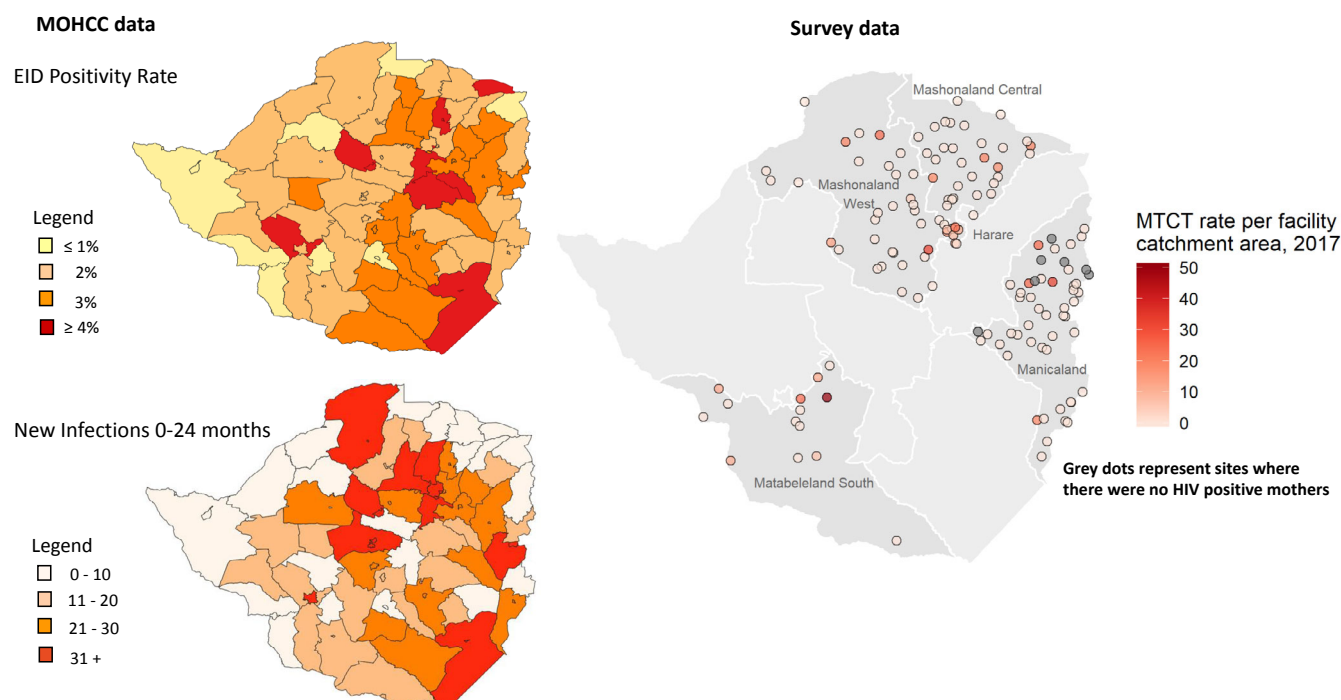 MOHCC data
EID Positivity Rate
Legend
≤ 1%
2%
3%
≥ 4%
New Infections 0-24 months
Legend
0 - 10
11 - 20
21 - 30
31 +
Survey data
Mashonaland Central
Mashonaland
West
Harare
Manicaland
Matabeleland South
MTCT rate per facility
catchment area, 2017
50
40
30
20
10
0
Grey dots represent sites where
there were no HIV positive mothers